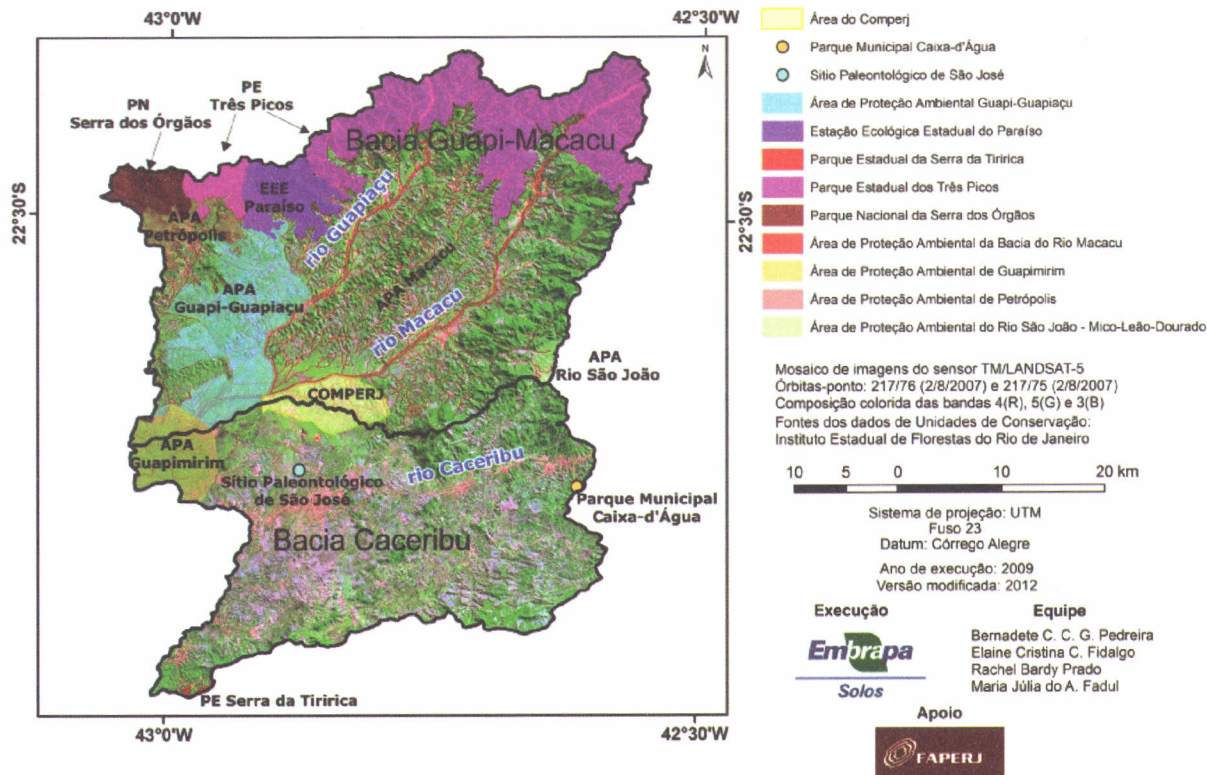 43°0'W
42°30'W
N
PN
Serra dos Órgãos
PE
Três Picos
Bacia Guapi-Macacu
EEE
Paraíso
22°30'S
22°30'S
APA
Petrópolis
rio Guapiaçu
APA
Guapi-Guapiaçu
APA Macacu
rio Macacu
APA
Rio São João
COMPERJ
APA
Guapimirim
rio Caceribu
Sítio Paleontológico
de São José
Parque Municipal
Caixa-d'Água
Bacia Caceribu
PE Serra da Tiririca
43°0'W
42°30'W
Área do Comperj
Parque Municipal Caixa-d'Água
Sitio Paleontológico de São José
Área de Proteção Ambiental Guapi-Guapiaçu
Estação Ecológica Estadual do Paraíso
Parque Estadual da Serra da Tiririca
Parque Estadual dos Três Picos
Parque Nacional da Serra dos Órgãos
Área de Proteção Ambiental da Bacia do Rio Macacu
Área de Proteção Ambiental de Guapimirim
Área de Proteção Ambiental de Petrópolis
Área de Proteção Ambiental do Rio São João - Mico-Leão-Dourado
Mosaico de imagens do sensor TM/LANDSAT-5
Órbitas-ponto: 217/76 (2/8/2007) e 217/75 (2/8/2007)
Composição colorida das bandas 4(R), 5(G) e 3(B)
Fontes dos dados de Unidades de Conservação:
Instituto Estadual de Florestas do Rio de Janeiro
10 5 0 10 20 km
Sistema de projeção: UTM
Fuso 23
Datum: Córrego Alegre
Ano de execução: 2009
Versão modificada: 2012
Execução
Embrapa
Solos
Equipe
Bernadete C. C. G. Pedreira
Elaine Cristina C. Fidalgo
Rachel Bardy Prado
Maria Júlia do A. Fadul
Apoio
FAPERJ